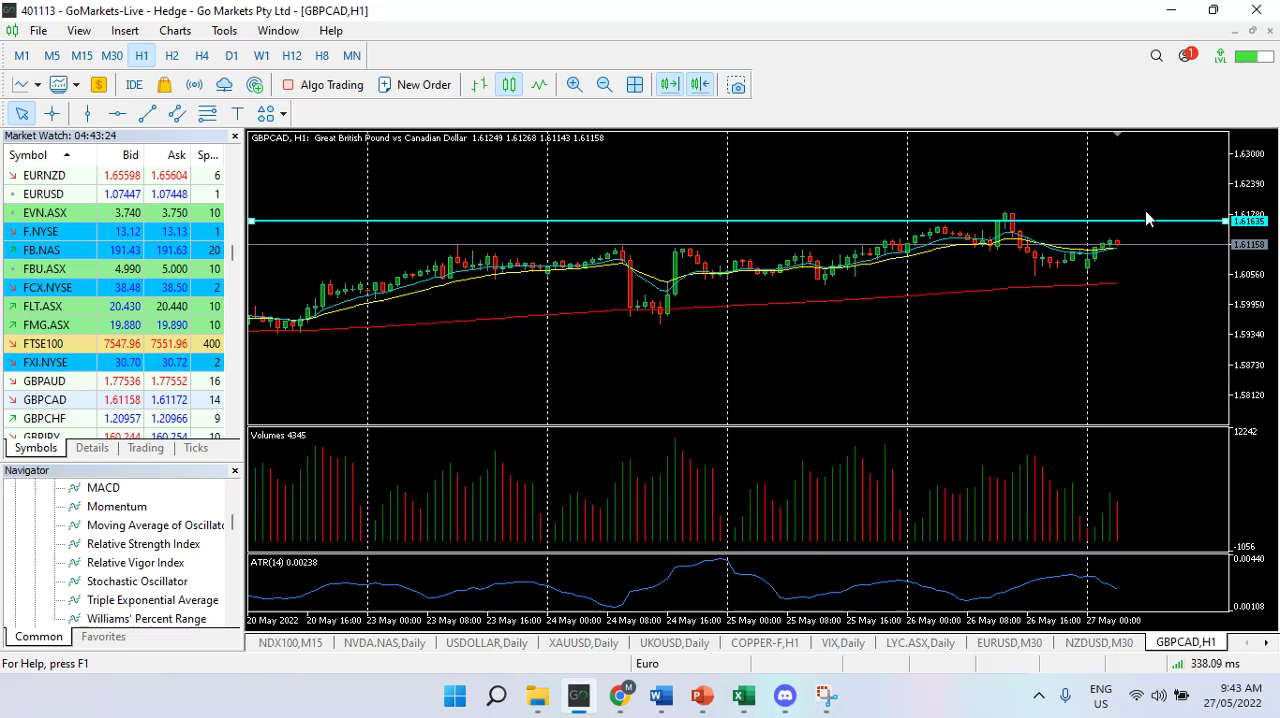 401113 - GoMarkets-Live - Hedge - Go Markets Pty Ltd - [GBPCAD,H1]
File View Insert Charts Tools Window Help
M1 M5 M15 M30 H1 H2 H4 D1 W1 H12 H8 MN
1
LVL
IDE Algo Trading New Order
T
Market Watch: 04:43:24
Symbol Bid Ask Sp...
EURNZD 1.65598 1.65604 6
EURUSD 1.07447 1.07448 1
EVN.ASX 3.740 3.750 10
F.NYSE 13.12 13.13 1
FB.NAS 191.43 191.63 20
FBU.ASX 4.990 5.000 10
FCX.NYSE 38.48 38.50 2
FLT.ASX 20.430 20.440 10
FMG.ASX 19.880 19.890 10
FTSE100 7547.96 7551.96 400
FXI.NYSE 30.70 30.72 2
GBPAUD 1.77536 1.77552 16
GBPCAD 1.61158 1.61172 14
GBPCHF 1.20957 1.20966 9
GBPJPY 160.244 160.254 10
Symbols Details Trading Ticks
Navigator
MACD
Momentum
Moving Average of Oscillato
Relative Strength Index
Relative Vigor Index
Stochastic Oscillator
Triple Exponential Average
Williams' Percent Range
Common Favorites
GBPCAD, H1: Great British Pound vs Canadian Dollar 1.61249 1.61268 1.61143 1.61158
1.63000
1.62390
1.61635
1.61158
1.60565
1.59955
1.59340
1.58730
1.58120
Volumes 4345
12242
-1056
ATR(14) 0.00238
0.00440
0.00108
20 May 2022 20 May 16:00 23 May 00:00 23 May 08:00 23 May 16:00 24 May 00:00 24 May 08:00 24 May 16:00 25 May 00:00 25 May 08:00 25 May 16:00 26 May 00:00 26 May 08:00 26 May 16:00 27 May 00:00
NDX100,M15 NVDA.NAS,Daily USDOLLAR,Daily XAUUSD,Daily UKOUSD,Daily COPPER-F,H1 VIX,Daily LYC.ASX,Daily EURUSD,M30 NZDUSD,M30 GBPCAD,H1
For Help, press F1 Euro 338.09 ms
GO M W P X
ENG
US
9:43 AM
27/05/2022